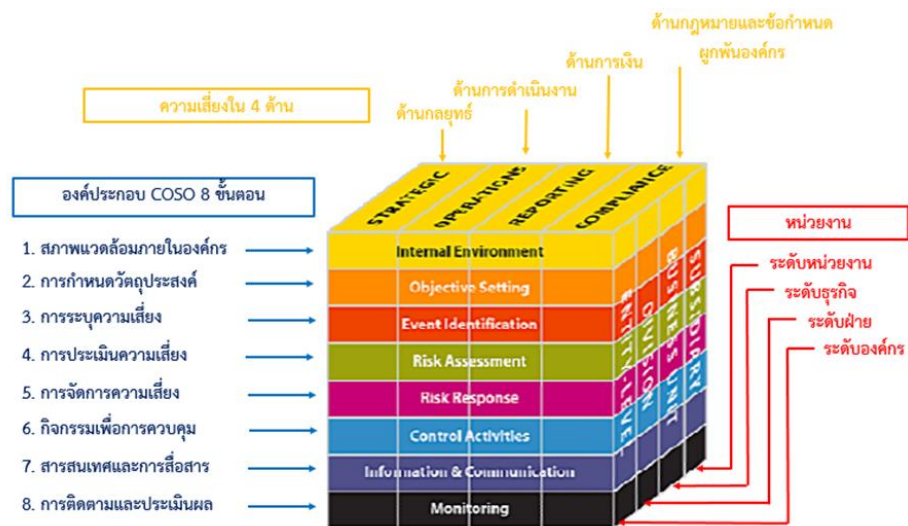 ด้านกฎหมายและข้อกำหนด
ผูกพันองค์กร
ด้านการเงิน
ด้านการดำเนินงาน
ด้านกลยุทธ์
ความเสี่ยงใน 4 ด้าน
องค์ประกอบ COSO 8 ขั้นตอน
1. สภาพแวดล้อมภายในองค์กร
2. การกำหนดวัตถุประสงค์
3. การระบุความเสี่ยง
4. การประเมินความเสี่ยง
5. การจัดการความเสี่ยง
6. กิจกรรมเพื่อการควบคุม
7. สารสนเทศและการสื่อสาร
8. การติดตามและประเมินผล
STRATEGIC
OPERATIONS
REPORTING
COMPLIANCE
Internal Environment
Objective Setting
Event Identification
Risk Assessment
Risk Response
Control Activities
Information & Communication
Monitoring
ENTITY-LEVEL
DIVISION
BUSINESS UNIT
SUBSIDIARY
หน่วยงาน
ระดับหน่วยงาน
ระดับธุรกิจ
ระดับฝ่าย
ระดับองค์กร